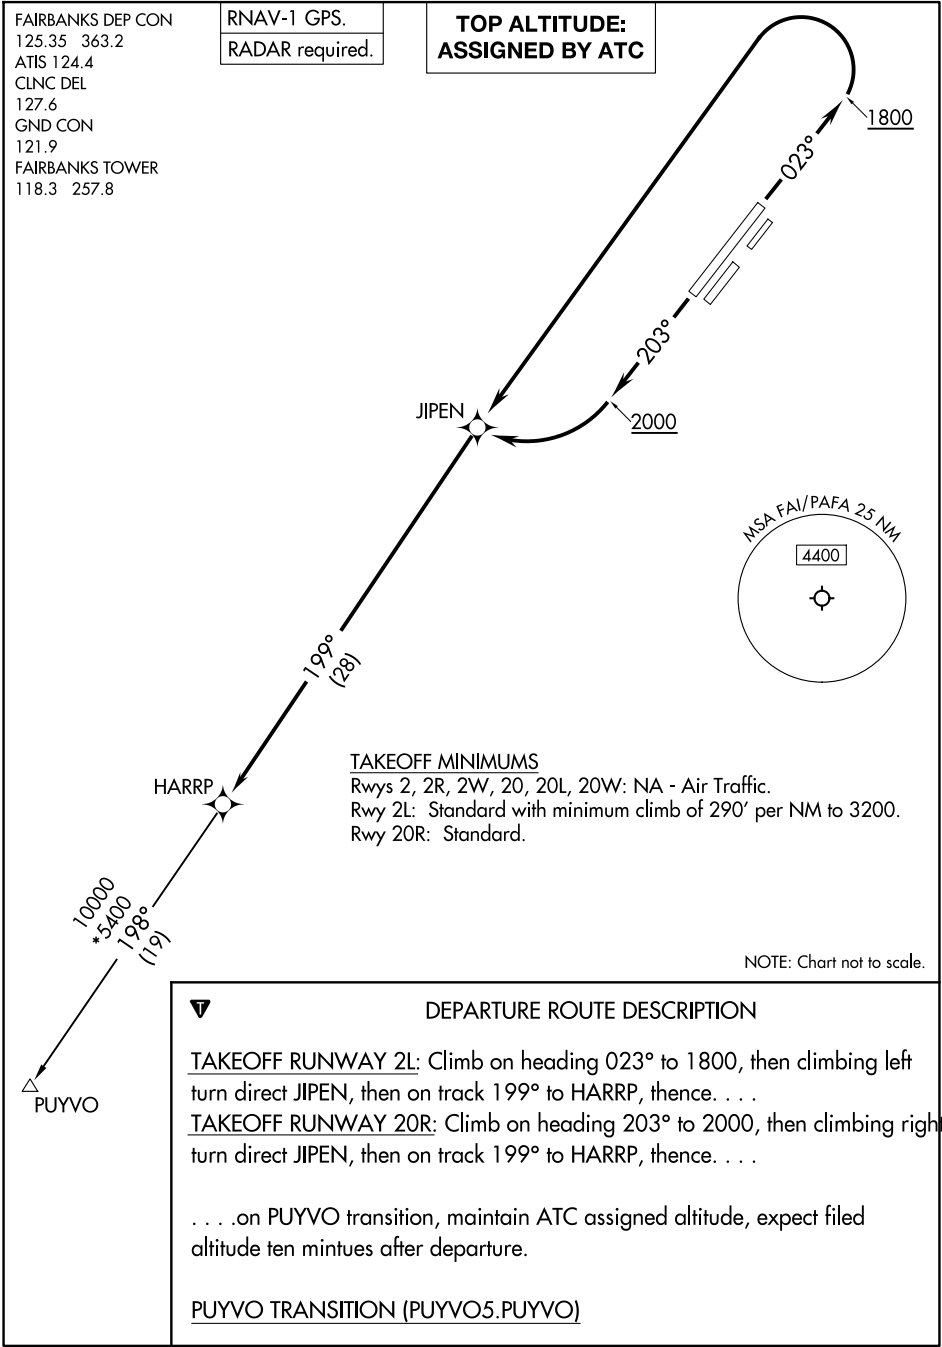 FAIRBANKS DEP CON
125.35 363.2
ATIS 124.4
CLNC DEL
127.6
GND CON
121.9
FAIRBANKS TOWER
118.3 257.8
RNAV-1 GPS.
RADAR required.
TOP ALTITUDE:
ASSIGNED BY ATC
1800
023°
203°
2000
JIPEN
MSA FAI/PAFA 25 NM
4400
199°
(28)
HARRP
TAKEOFF MINIMUMS
Rwys 2, 2R, 2W, 20, 20L, 20W: NA - Air Traffic.
Rwy 2L: Standard with minimum climb of 290' per NM to 3200.
Rwy 20R: Standard.
10000
*5400
198°
(19)
PUYVO
NOTE: Chart not to scale.
T
DEPARTURE ROUTE DESCRIPTION
TAKEOFF RUNWAY 2L: Climb on heading 023° to 1800, then climbing left
turn direct JIPEN, then on track 199° to HARRP, thence. . . .
TAKEOFF RUNWAY 20R: Climb on heading 203° to 2000, then climbing right
turn direct JIPEN, then on track 199° to HARRP, thence. . . .
. . . .on PUYVO transition, maintain ATC assigned altitude, expect filed
altitude ten mintues after departure.
PUYVO TRANSITION (PUYVO5.PUYVO)